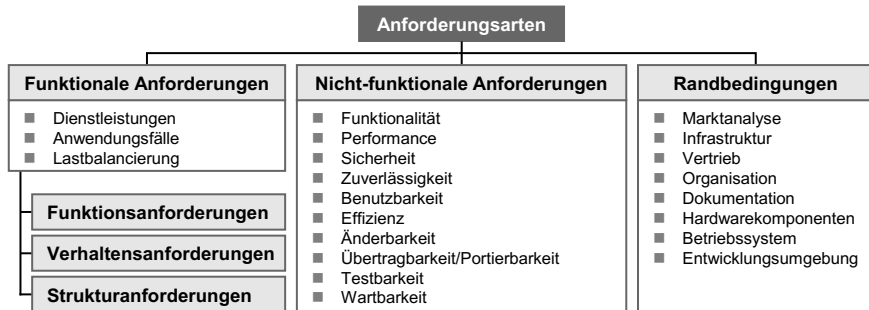 Anforderungsarten
Funktionale Anforderungen
Dienstleistungen
Anwendungsfälle
Lastbalancierung
Funktionsanforderungen
Verhaltensanforderungen
Strukturanforderungen
Nicht-funktionale Anforderungen
Funktionalität
Performance
Sicherheit
Zuverlässigkeit
Benutzbarkeit
Effizienz
Änderbarkeit
Übertragbarkeit/Portierbarkeit
Testbarkeit
Wartbarkeit
Randbedingungen
Marktanalyse
Infrastruktur
Vertrieb
Organisation
Dokumentation
Hardwarekomponenten
Betriebssystem
Entwicklungsumgebung